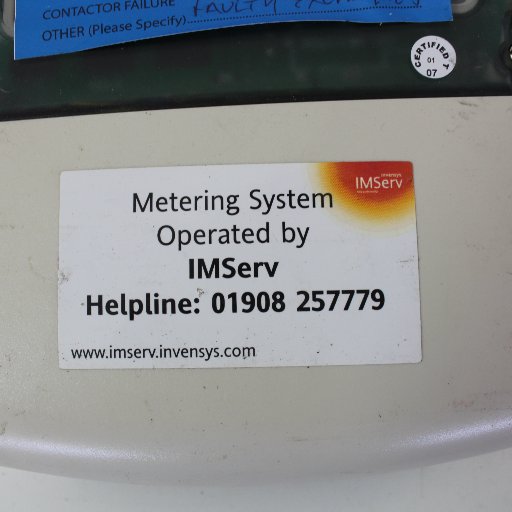 CONTACTOR FAILURE
OTHER (Please Specify) FAULTY
CERTIFIED
01
07
invensys
IMServ
Metering System
Operated by
IMServ
Helpline: 01908 257779
www.imserv.invensys.com